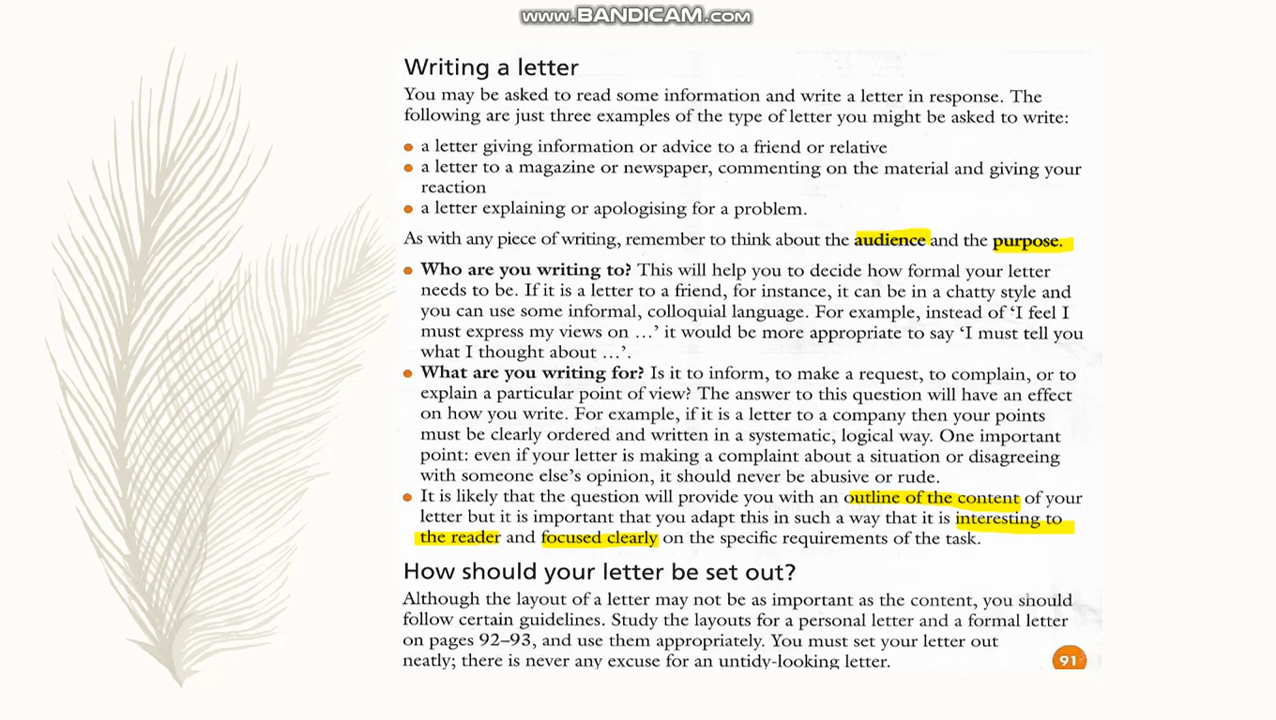 www.BANDICAM.com
Writing a letter
You may be asked to read some information and write a letter in response. The
following are just three examples of the type of letter you might be asked to write:
• a letter giving information or advice to a friend or relative
• a letter to a magazine or newspaper, commenting on the material and giving your
reaction
• a letter explaining or apologising for a problem.
As with any piece of writing, remember to think about the audience and the purpose.
• Who are you writing to? This will help you to decide how formal your letter
needs to be. If it is a letter to a friend, for instance, it can be in a chatty style and
you can use some informal, colloquial language. For example, instead of ‘I feel I
must express my views on …’ it would be more appropriate to say ‘I must tell you
what I thought about …’.
• What are you writing for? Is it to inform, to make a request, to complain, or to
explain a particular point of view? The answer to this question will have an effect
on how you write. For example, if it is a letter to a company then your points
must be clearly ordered and written in a systematic, logical way. One important
point: even if your letter is making a complaint about a situation or disagreeing
with someone else’s opinion, it should never be abusive or rude.
• It is likely that the question will provide you with an outline of the content of your
letter but it is important that you adapt this in such a way that it is interesting to
the reader and focused clearly on the specific requirements of the task.
How should your letter be set out?
Although the layout of a letter may not be as important as the content, you should
follow certain guidelines. Study the layouts for a personal letter and a formal letter
on pages 92–93, and use them appropriately. You must set your letter out
neatly; there is never any excuse for an untidy-looking letter.
91